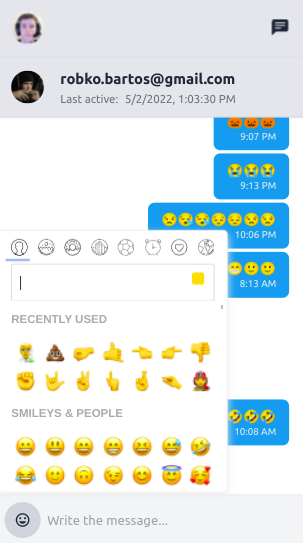 robko.bartos@gmail.com
Last active: 5/2/2022, 1:03:30 PM
9:07 PM
9:13 PM
10:06 PM
8:13 AM
RECENTLY USED
SMILEYS & PEOPLE
10:08 AM
Write the message...